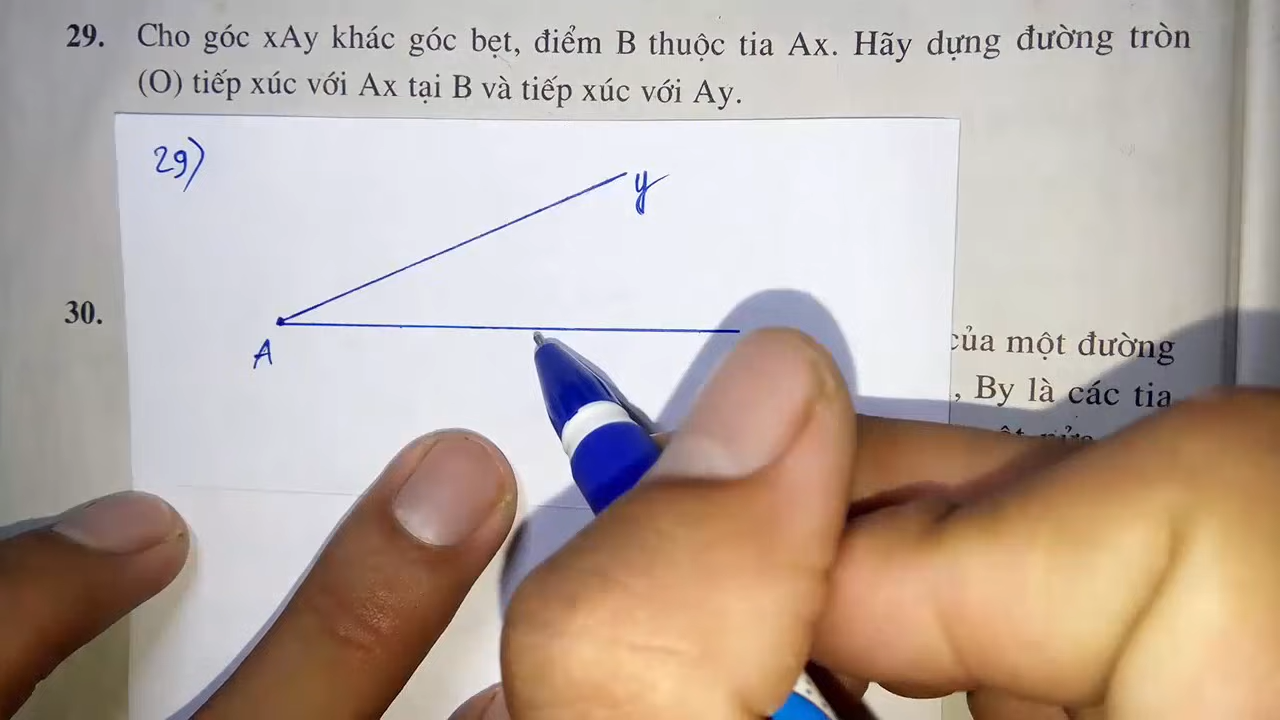 29. Cho góc xAy khác góc bẹt, điểm B thuộc tia Ax. Hãy dựng đường tròn
(O) tiếp xúc với Ax tại B và tiếp xúc với Ay.
29)
y
A
30.
của một đường
, By là các tia